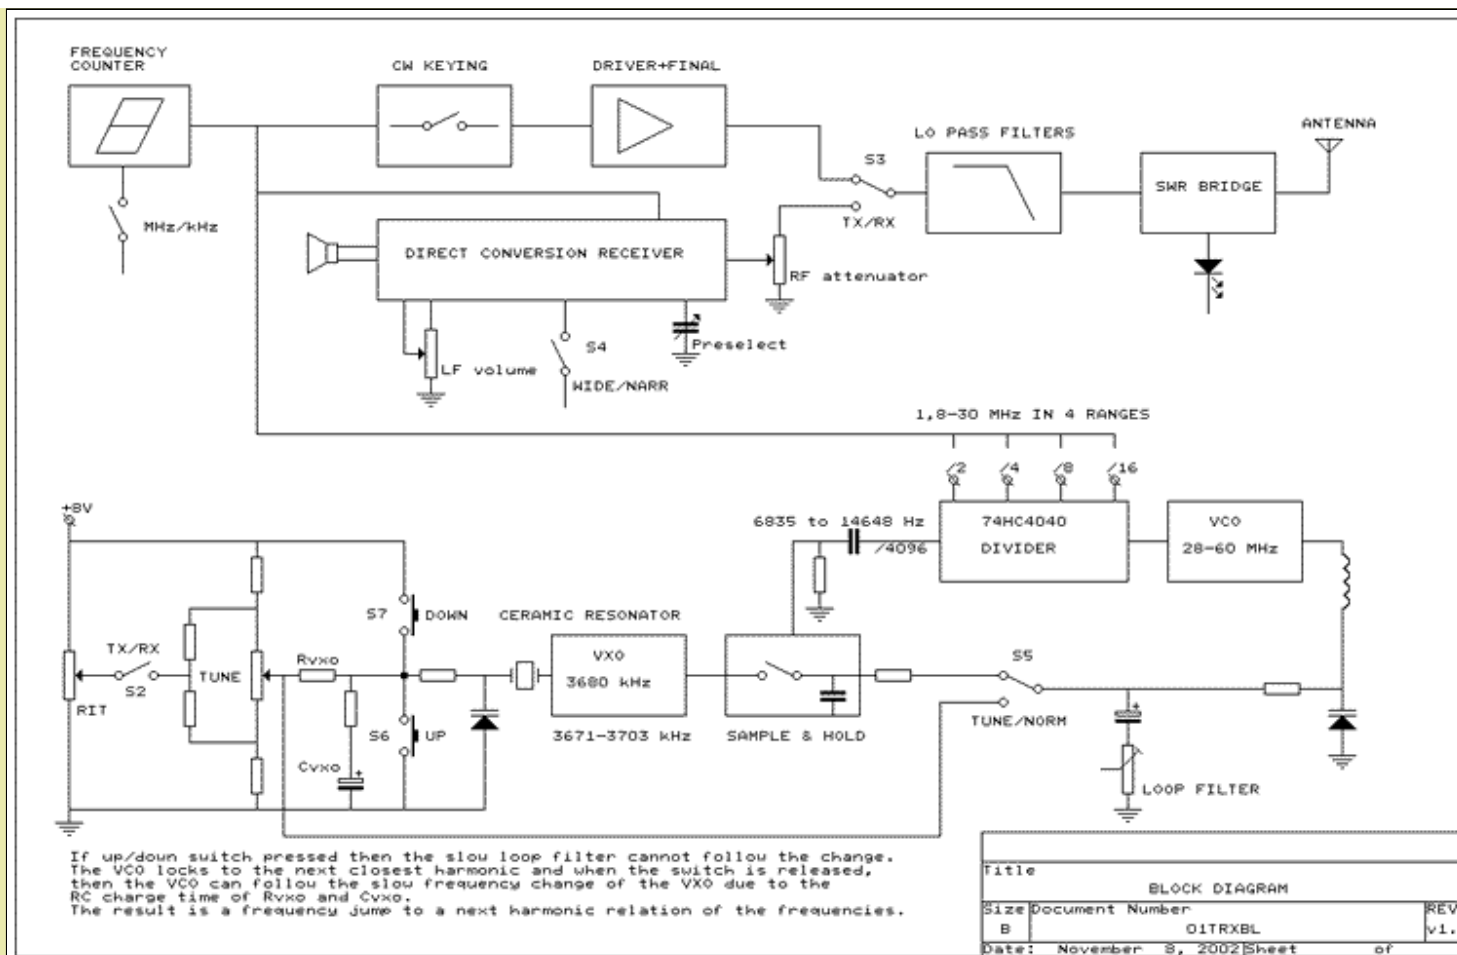 FREQUENCY
COUNTER
CW KEYING
DRIVER+FINAL
LO PASS FILTERS
ANTENNA
S3
SWR BRIDGE
MHz/kHz
TX/RX
DIRECT CONVERSION RECEIVER
RF attenuator
S4
Preselect
LF volume
WIDE/NARR
1,8-30 MHz IN 4 RANGES
/2 /4 /8 /16
+8V
6835 to 14648 Hz
/4096
74HC4040
DIVIDER
VCO
28-60 MHz
S7
DOWN
CERAMIC RESONATOR
TX/RX
S2
TUNE
Rvxo
VXO
3680 kHz
S5
RIT
S6
UP
3671-3703 kHz
SAMPLE & HOLD
TUNE/NORM
Cvxo
+
+
LOOP FILTER
If up/down switch pressed then the slow loop filter cannot follow the change.
The VCO locks to the next closest harmonic and when the switch is released,
then the VCO can follow the slow frequency change of the VXO due to the
RC charge time of Rvxo and Cvxo.
The result is a frequency jump to a next harmonic relation of the frequencies.
Title
BLOCK DIAGRAM
Size Document Number REV
B 01TRXBL v1.
Date: November 8, 2002 Sheet of